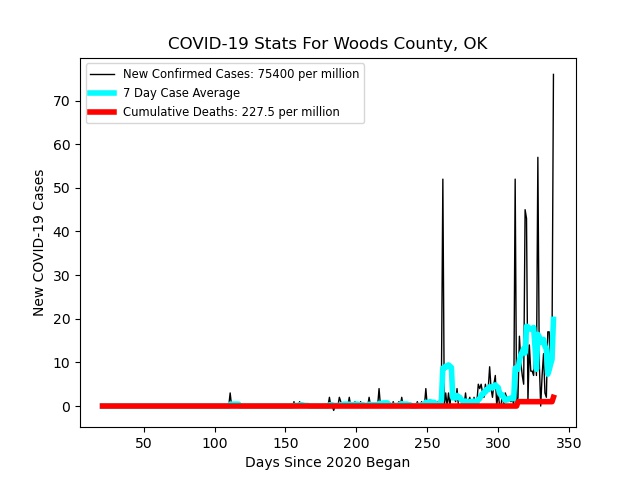 COVID-19 Stats For Woods County, OK
New Confirmed Cases: 75400 per million
7 Day Case Average
Cumulative Deaths: 227.5 per million
New COVID-19 Cases
70
60
50
40
30
20
10
0
50 100 150 200 250 300 350
Days Since 2020 Began